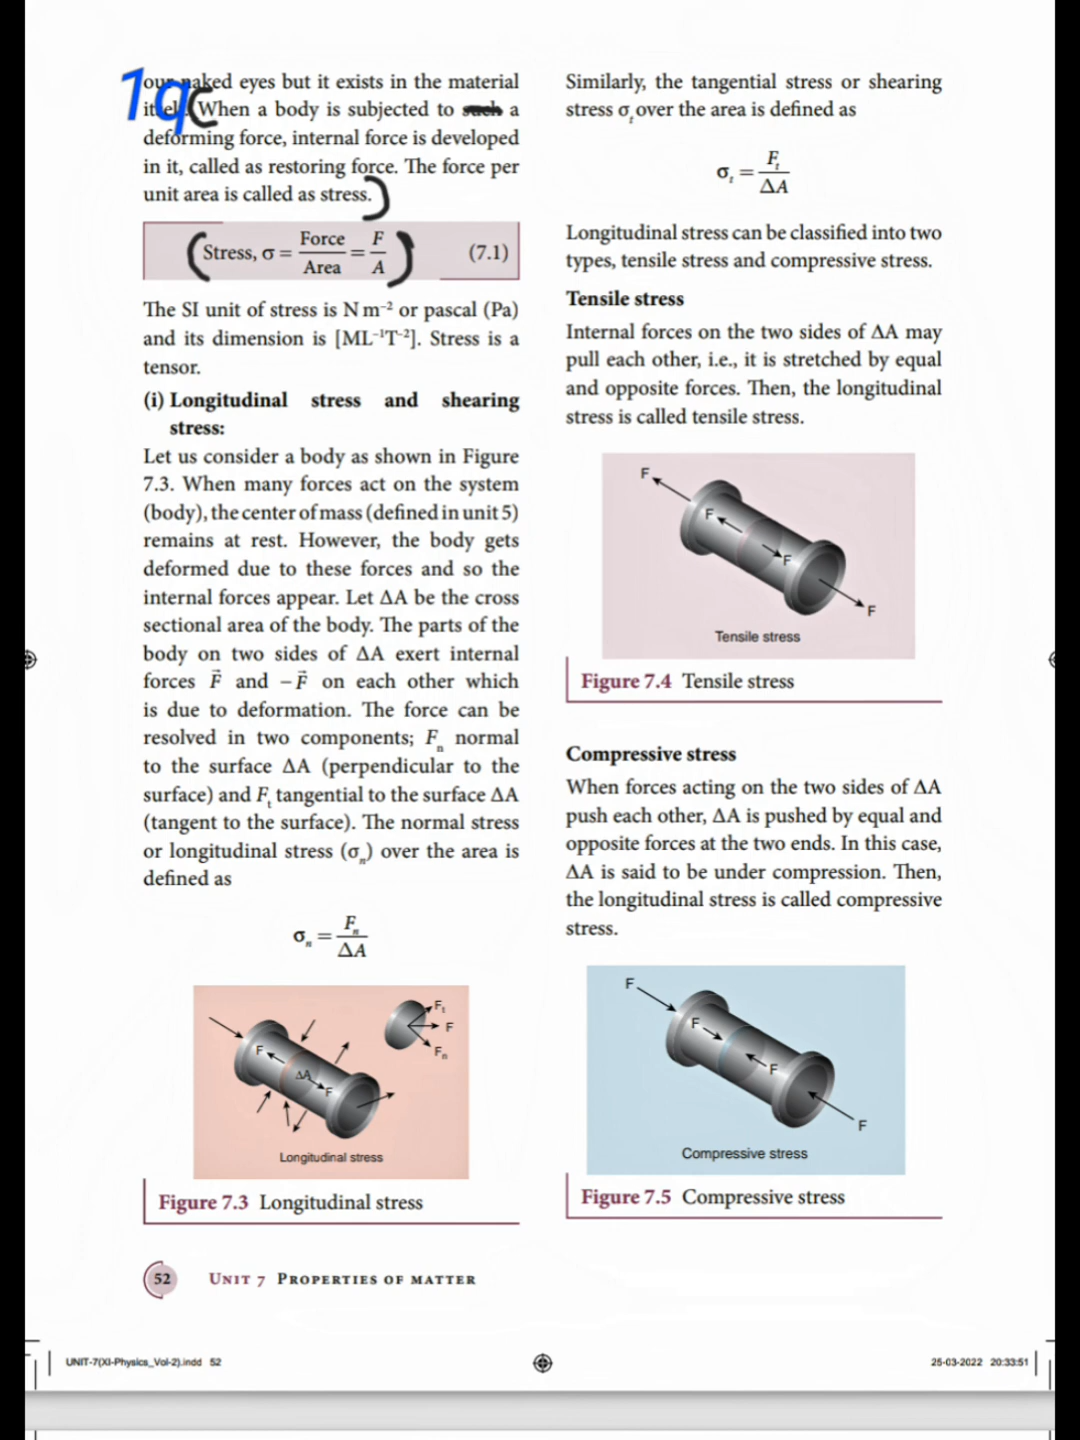 1q
our naked eyes but it exists in the material
itself. (When a body is subjected to such a
deforming force, internal force is developed
in it, called as restoring force. The force per
unit area is called as stress.)
(Stress, σ = Force/Area = F/A) (7.1)
The SI unit of stress is N m⁻² or pascal (Pa)
and its dimension is [ML⁻¹T⁻²]. Stress is a
tensor.
(i) Longitudinal stress and shearing
stress:
Let us consider a body as shown in Figure
7.3. When many forces act on the system
(body), the center of mass (defined in unit 5)
remains at rest. However, the body gets
deformed due to these forces and so the
internal forces appear. Let ΔA be the cross
sectional area of the body. The parts of the
body on two sides of ΔA exert internal
forces F⃗ and −F⃗ on each other which
is due to deformation. The force can be
resolved in two components; Fₙ normal
to the surface ΔA (perpendicular to the
surface) and Fₜ tangential to the surface ΔA
(tangent to the surface). The normal stress
or longitudinal stress (σₙ) over the area is
defined as
σₙ = Fₙ/ΔA
Fₜ
F
Fₙ
F
ΔA
F
Longitudinal stress
Figure 7.3 Longitudinal stress
Similarly, the tangential stress or shearing
stress σₜ over the area is defined as
σₜ = Fₜ/ΔA
Longitudinal stress can be classified into two
types, tensile stress and compressive stress.
Tensile stress
Internal forces on the two sides of ΔA may
pull each other, i.e., it is stretched by equal
and opposite forces. Then, the longitudinal
stress is called tensile stress.
F
F
F
F
Tensile stress
Figure 7.4 Tensile stress
Compressive stress
When forces acting on the two sides of ΔA
push each other, ΔA is pushed by equal and
opposite forces at the two ends. In this case,
ΔA is said to be under compression. Then,
the longitudinal stress is called compressive
stress.
F
F
F
F
Compressive stress
Figure 7.5 Compressive stress
52 UNIT 7 PROPERTIES OF MATTER
UNIT-7(XI-Physics_Vol-2).indd 52
25-03-2022 20:33:51